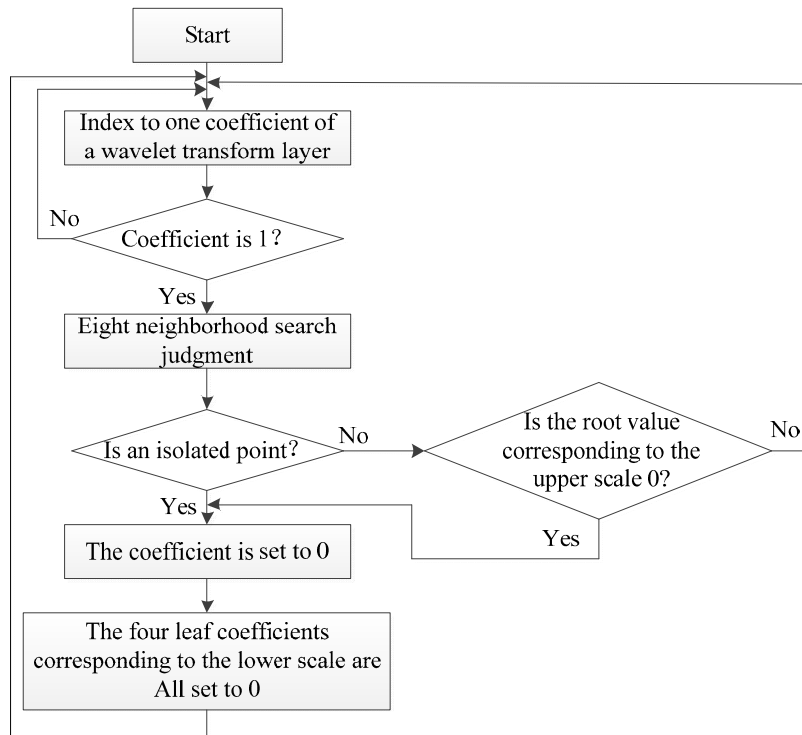 Start
Index to one coefficient of
a wavelet transform layer
No
Coefficient is 1?
Yes
Eight neighborhood search
judgment
Is an isolated point?
No
Is the root value
corresponding to the
upper scale 0?
No
Yes
Yes
The coefficient is set to 0
The four leaf coefficients
corresponding to the lower scale are
All set to 0